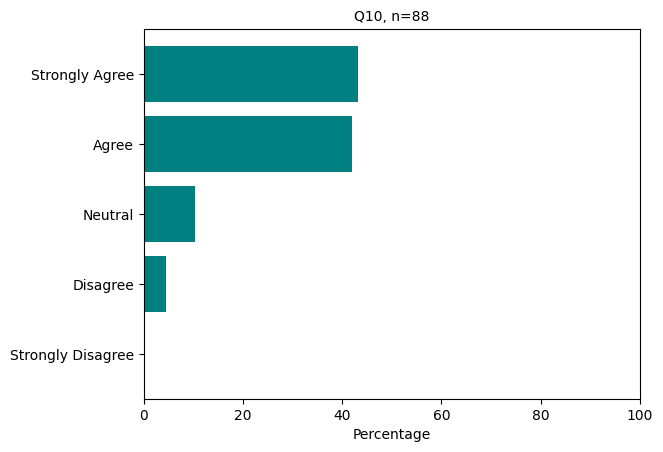 Q10, n=88
Strongly Agree
Agree
Neutral
Disagree
Strongly Disagree
0 20 40 60 80 100
Percentage